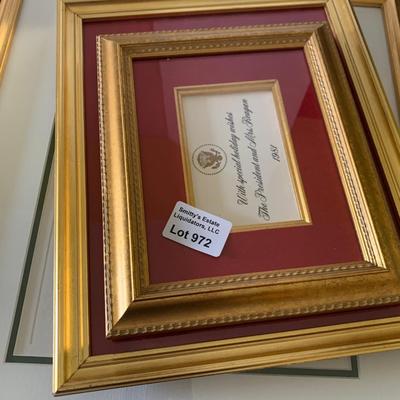 With special holiday wishes
The President and Mrs. Reagan
1981
Smitty's Estate
Liquidators, LLC
Lot 972